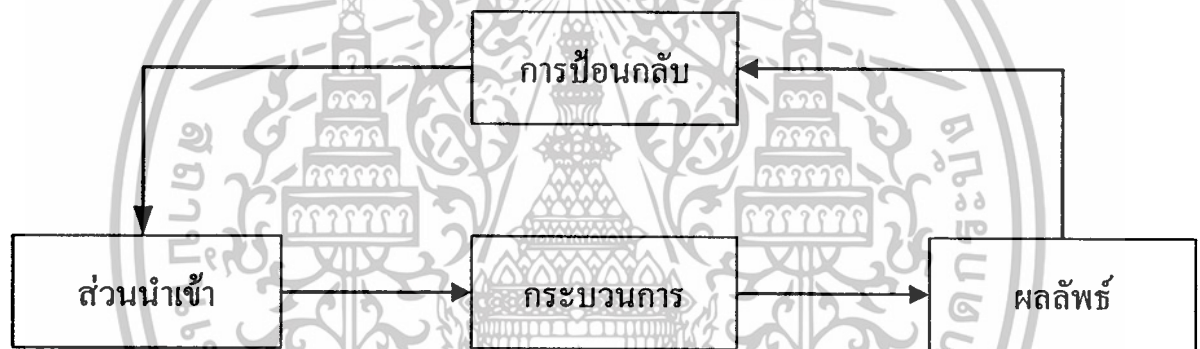 การป้อนกลับ
ส่วนนำเข้า
กระบวนการ
ผลลัพธ์